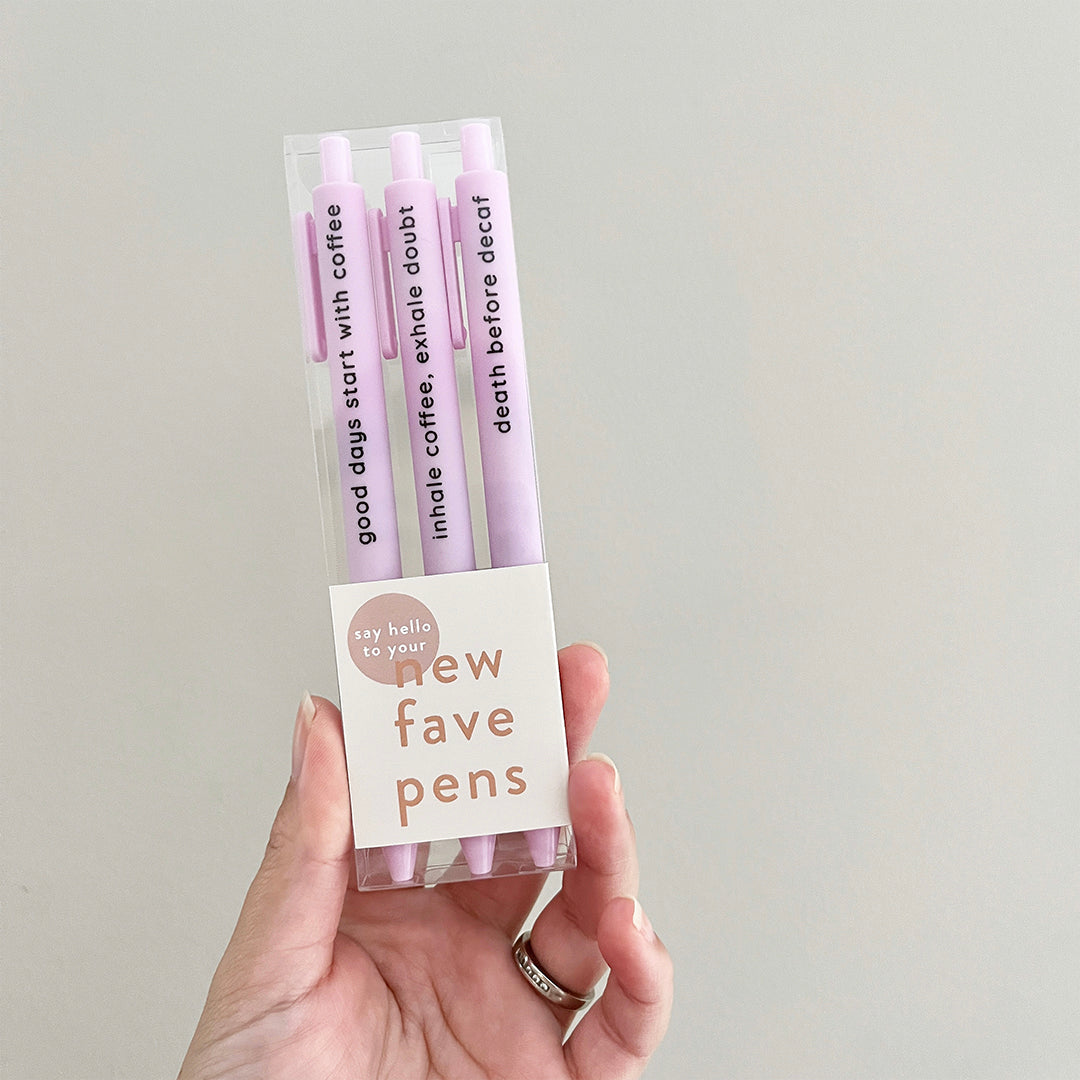 good days start with coffee
inhale coffee, exhale doubt
death before decaf
say hello
to your
new
fave
pens